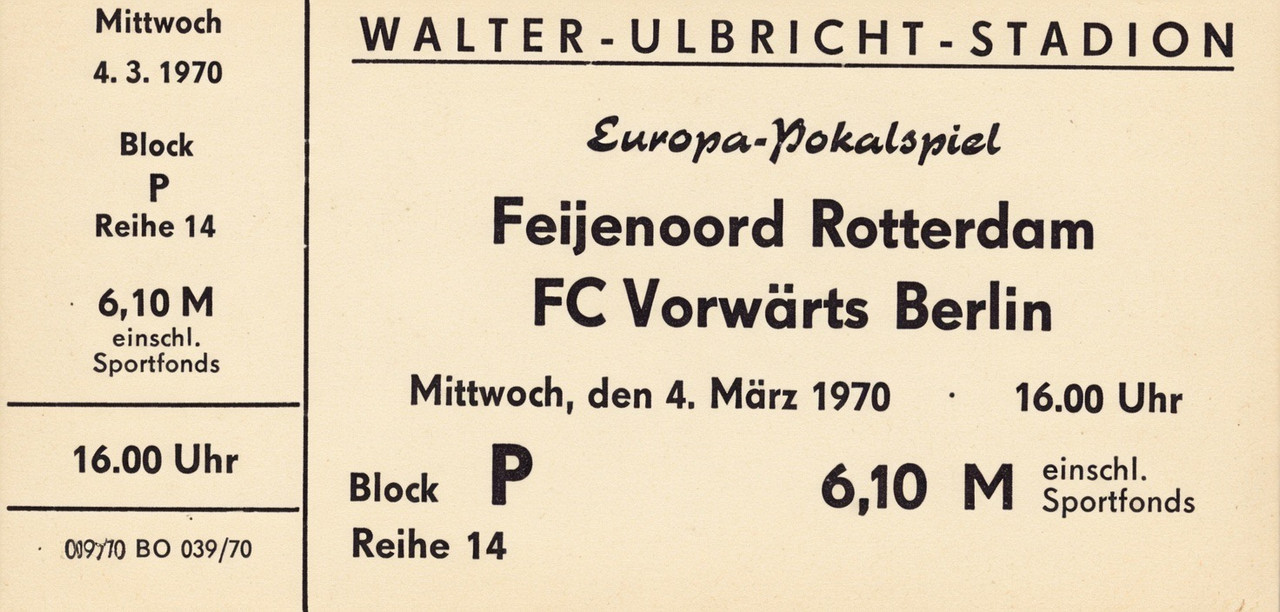 Mittwoch
4. 3. 1970
Block
P
Reihe 14
6,10 M
einschl.
Sportfonds
16.00 Uhr
BO 039/70
WALTER-ULBRICHT-STADION
Europa-Pokalspiel
Feijenoord Rotterdam
FC Vorwärts Berlin
Mittwoch, den 4. März 1970 · 16.00 Uhr
Block P
6,10 M einschl.
Sportfonds
Reihe 14